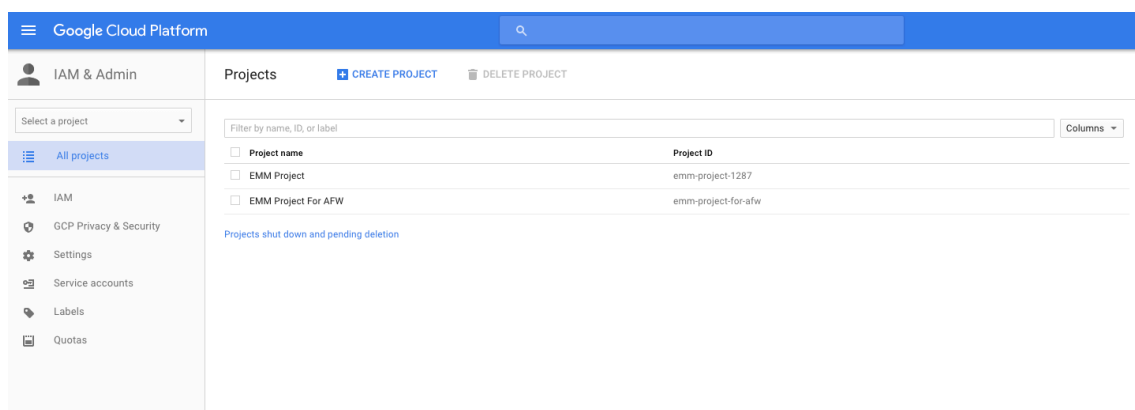 Google Cloud Platform
IAM & Admin
Projects
CREATE PROJECT
DELETE PROJECT
Select a project
Filter by name, ID, or label
Columns
All projects
Project name Project ID
EMM Project emm-project-1287
EMM Project For AFW emm-project-for-afw
Projects shut down and pending deletion
IAM
GCP Privacy & Security
Settings
Service accounts
Labels
Quotas